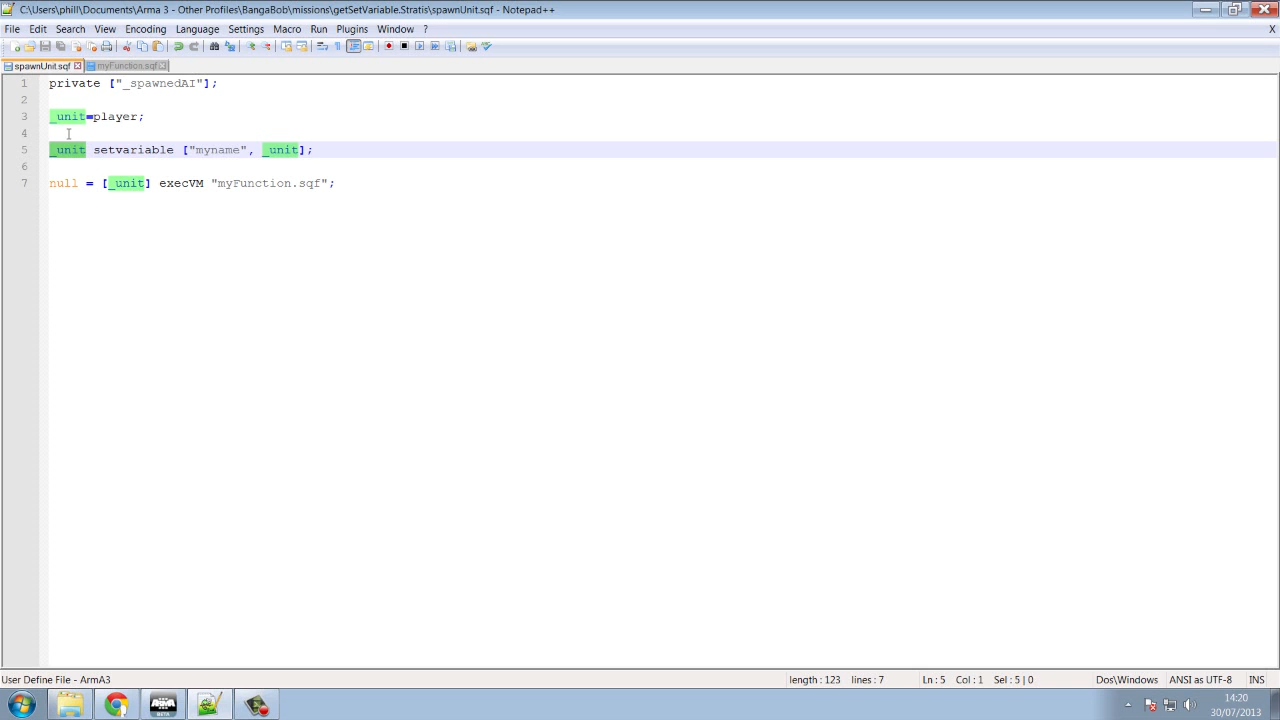 C:\Users\phill\Documents\Arma 3 - Other Profiles\BangaBob\missions\getSetVariable.Stratis\spawnUnit.sqf - Notepad++
File Edit Search View Encoding Language Settings Macro Run Plugins Window ? X
spawnUnit.sqf myFunction.sqf
1 private ["_spawnedAI"];
2
3 _unit=player;
4
5 _unit setvariable ["myname", _unit];
6
7 null = [_unit] execVM "myFunction.sqf";
User Define File - ArmA3 length : 123 lines : 7 Ln : 5 Col : 1 Sel : 5 | 0 Dos\Windows ANSI as UTF-8 INS
ARMA
BETA
14:20
30/07/2013